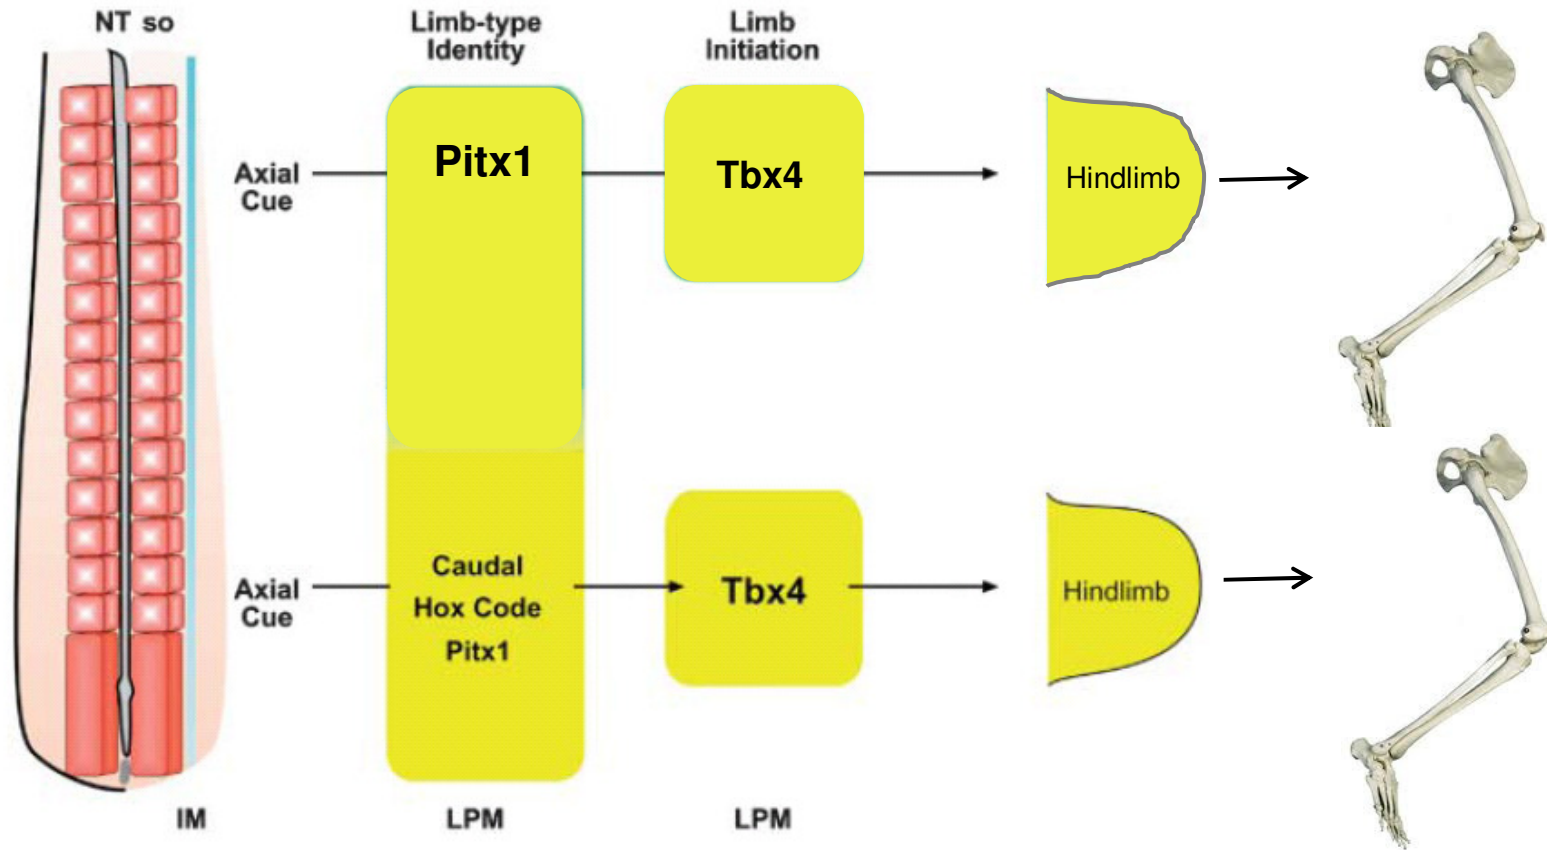 NT so
Limb-type
Identity
Limb
Initiation
Axial
Cue
Pitx1
Tbx4
Hindlimb
Axial
Cue
Caudal
Hox Code
Pitx1
Tbx4
Hindlimb
IM
LPM
LPM